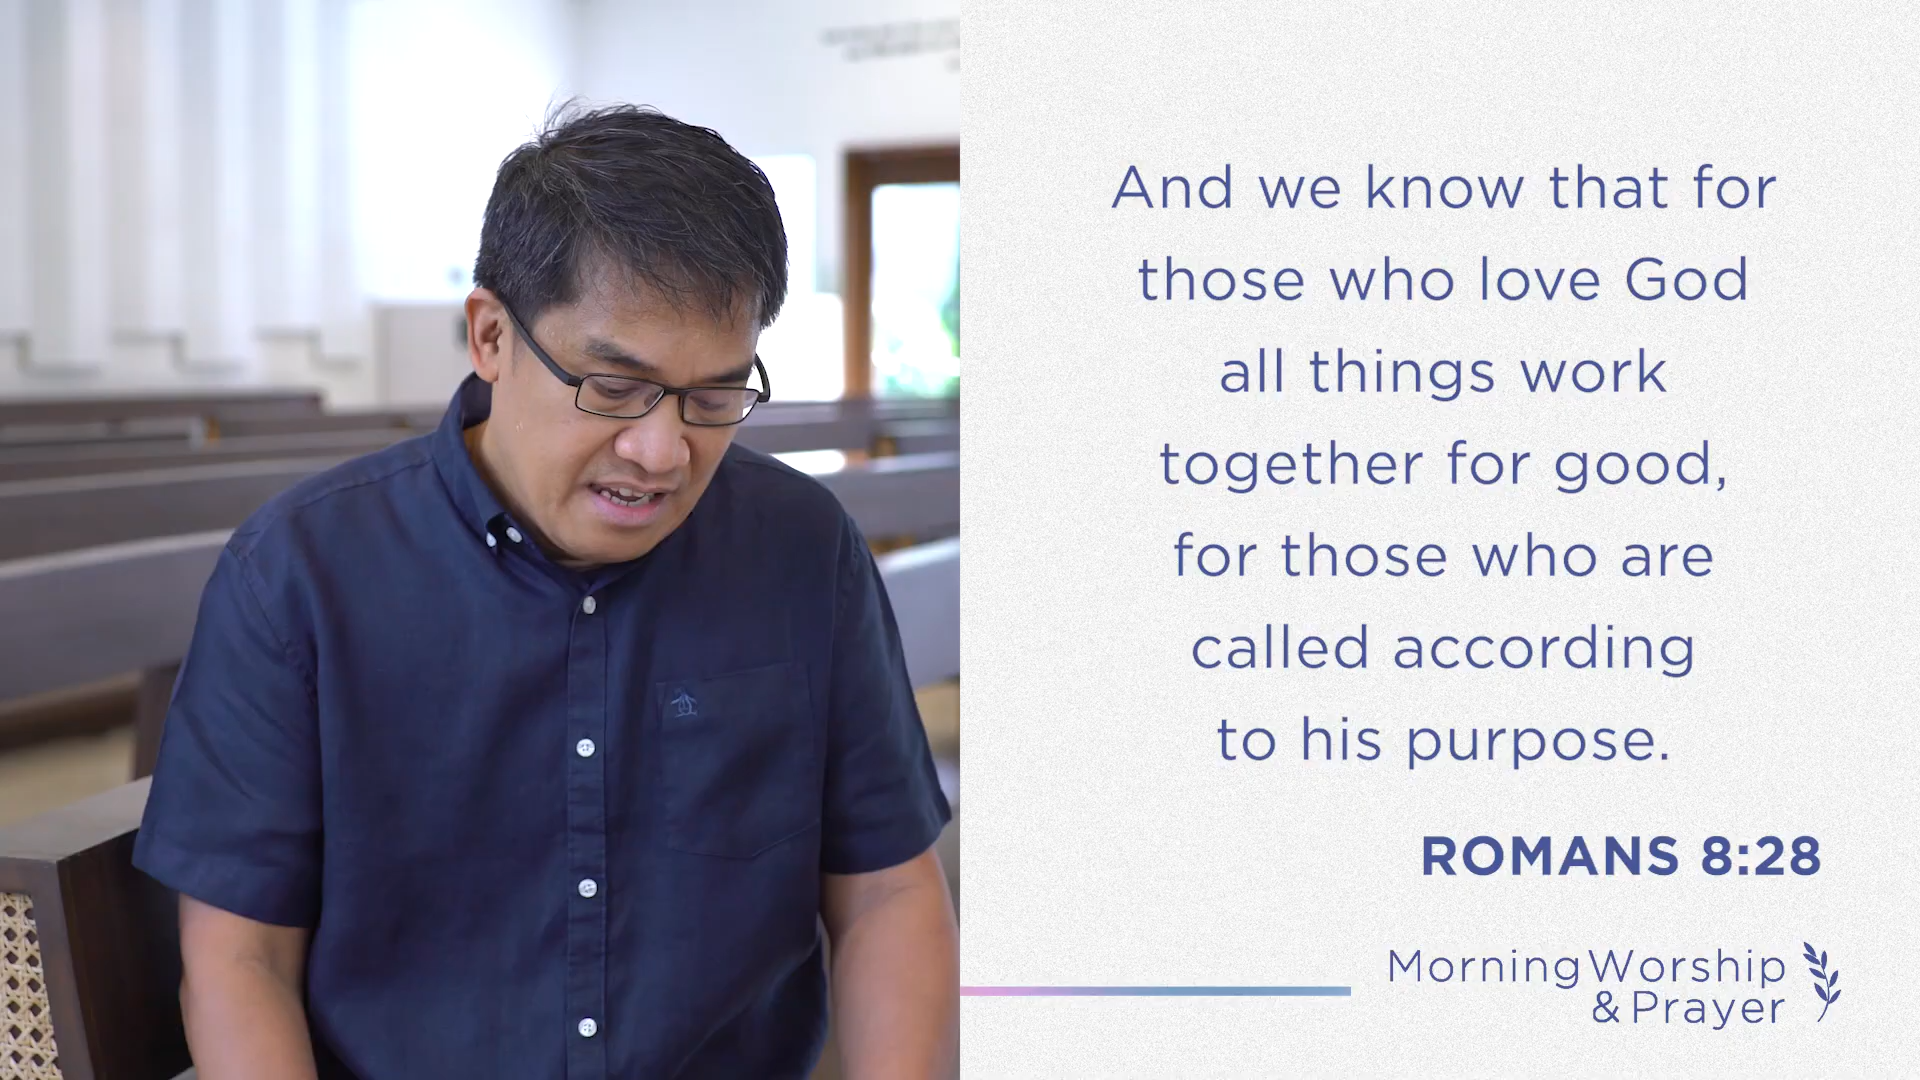 And we know that for
those who love God
all things work
together for good,
for those who are
called according
to his purpose.
ROMANS 8:28
MorningWorship
& Prayer